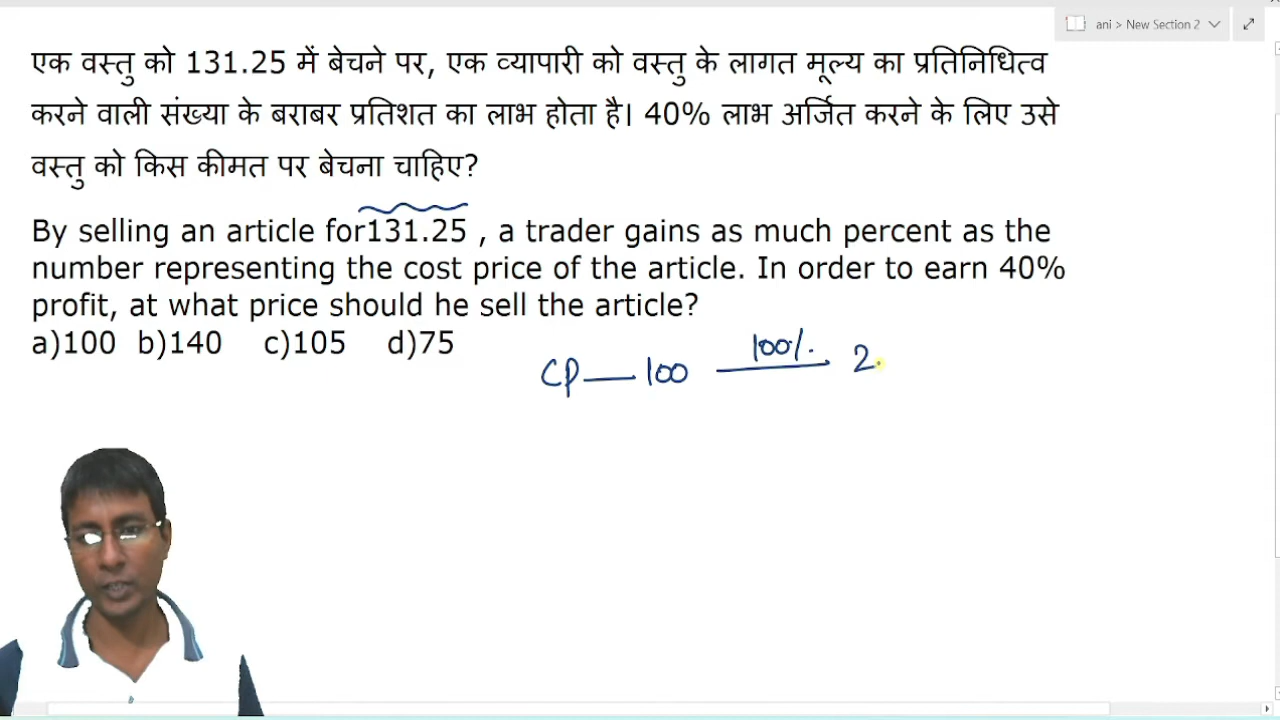 ani > New Section 2
एक वस्तु को 131.25 में बेचने पर, एक व्यापारी को वस्तु के लागत मूल्य का प्रतिनिधित्व
करने वाली संख्या के बराबर प्रतिशत का लाभ होता है। 40% लाभ अर्जित करने के लिए उसे
वस्तु को किस कीमत पर बेचना चाहिए?
By selling an article for131.25 , a trader gains as much percent as the
number representing the cost price of the article. In order to earn 40%
profit, at what price should he sell the article?
a)100 b)140 c)105 d)75
CP — 100 100% 2